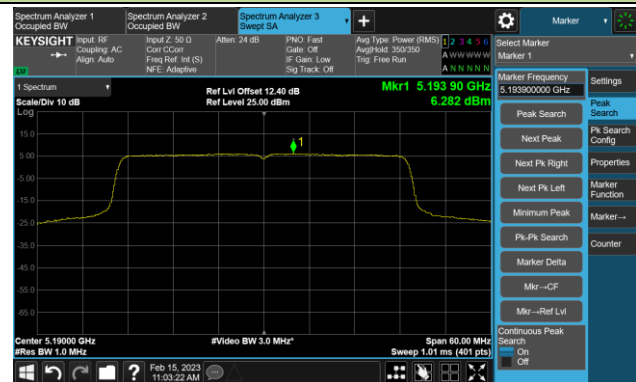 Spectrum Analyzer 1
Occupied BW
Spectrum Analyzer 2
Occupied BW
Spectrum Analyzer 3
Swept SA
Marker
KEYSIGHT
Input: RF
Coupling: AC
Align: Auto
Input Z: 50 Ω
Corr CCorr
Freq Ref: Int (S)
NFE: Adaptive
Atten: 24 dB
PNO: Fast
Gate: Off
IF Gain: Low
Sig Track: Off
Avg Type: Power (RMS)
Avg|Hold: 350/350
Trig: Free Run
1 2 3 4 5 6
A W W W W W
A N N N N N
Select Marker
Marker 1
1 Spectrum
Scale/Div 10 dB
Log
Ref Lvl Offset 12.40 dB
Ref Level 25.00 dBm
Mkr1 5.193 90 GHz
6.282 dBm
15.0
5.00
-5.00
-15.0
-25.0
-35.0
-45.0
-55.0
-65.0
1
Center 5.19000 GHz
#Res BW 1.0 MHz
#Video BW 3.0 MHz*
Span 60.00 MHz
Sweep 1.01 ms (401 pts)
Marker Frequency
5.193900000 GHz
Peak Search
Next Peak
Next Pk Right
Next Pk Left
Minimum Peak
Pk-Pk Search
Marker Delta
Mkr→CF
Mkr→Ref Lvl
Continuous Peak
Search
On
Off
Settings
Peak
Search
Pk Search
Config
Properties
Marker
Function
Marker→
Counter
Feb 15, 2023
11:03:22 AM